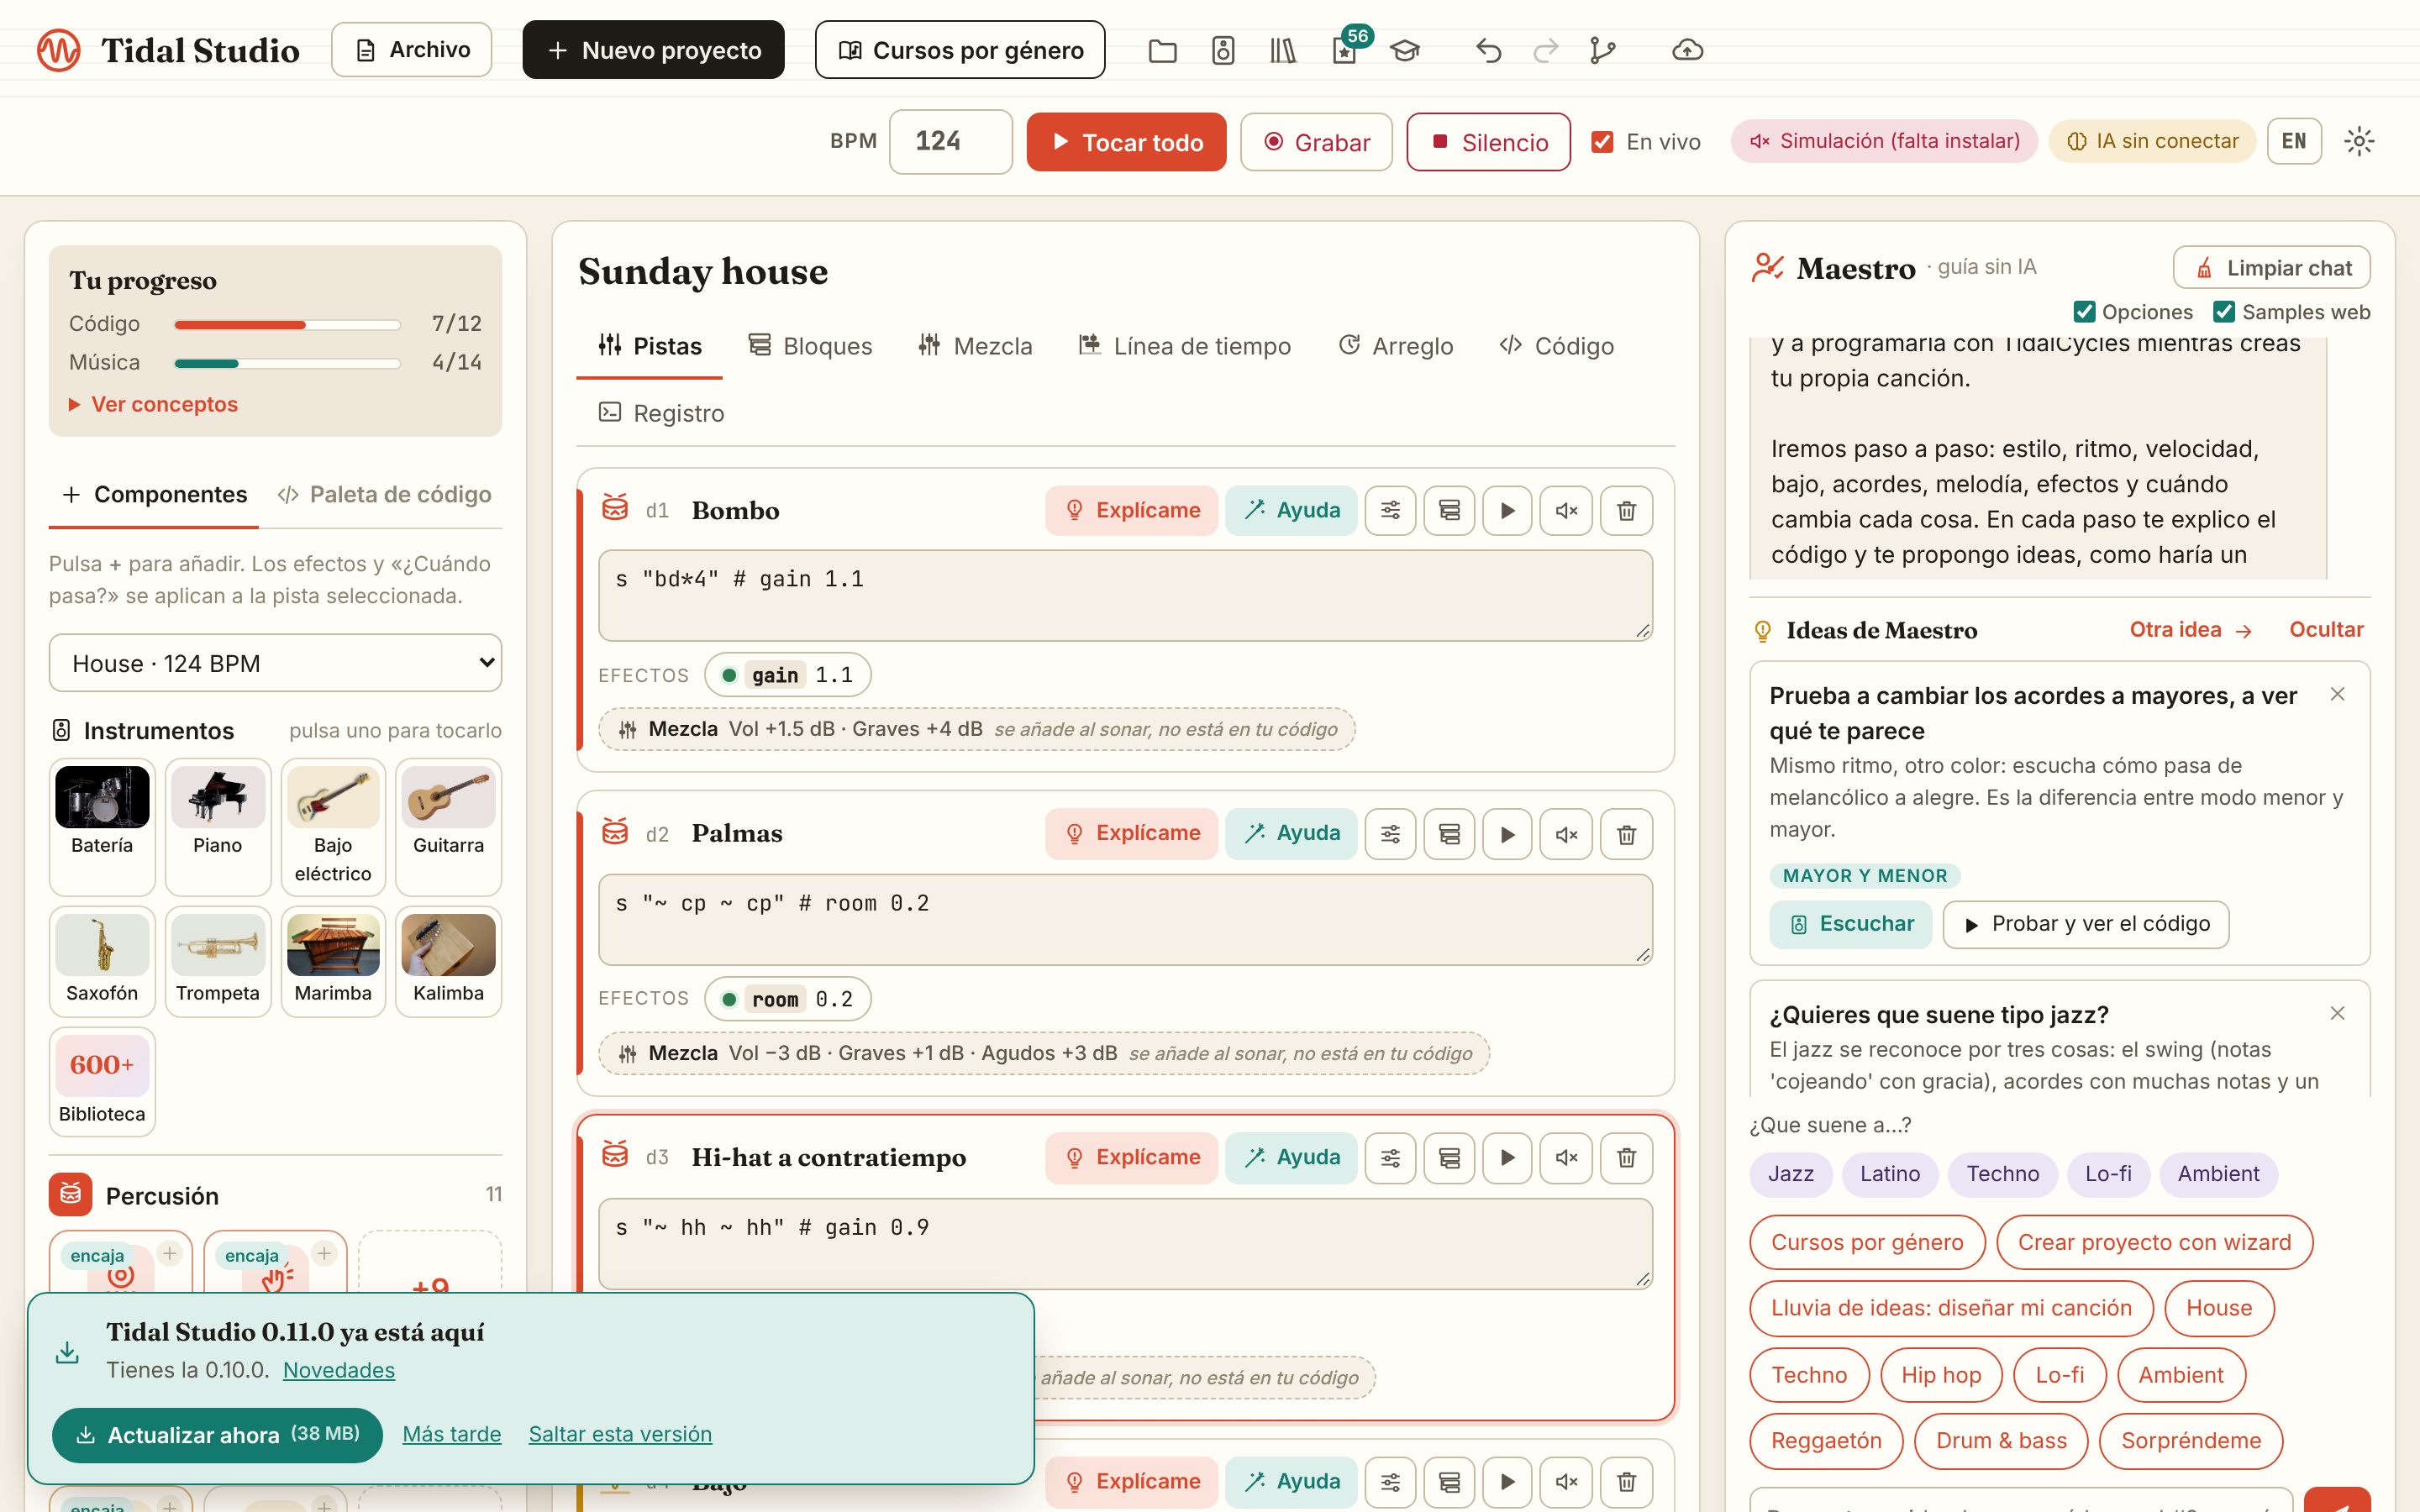 Tidal Studio
Archivo
+ Nuevo proyecto
Cursos por género
56
BPM
124
Tocar todo
Grabar
Silencio
En vivo
Simulación (falta instalar)
IA sin conectar
EN
Tu progreso
Código 7/12
Música 4/14
Ver conceptos
+ Componentes
Paleta de código
Pulsa + para añadir. Los efectos y «¿Cuándo
pasa?» se aplican a la pista seleccionada.
House · 124 BPM
Instrumentos
pulsa uno para tocarlo
Batería
Piano
Bajo
eléctrico
Guitarra
Saxofón
Trompeta
Marimba
Kalimba
600+
Biblioteca
Percusión
11
encaja
+
encaja
+
+9
encaja
Tidal Studio 0.11.0 ya está aquí
Tienes la 0.10.0. Novedades
Actualizar ahora (38 MB)
Más tarde
Saltar esta versión
Sunday house
Pistas
Bloques
Mezcla
Línea de tiempo
Arreglo
</> Código
Registro
d1 Bombo
Explícame
Ayuda
s "bd*4" # gain 1.1
EFECTOS
gain 1.1
Mezcla Vol +1.5 dB · Graves +4 dB se añade al sonar, no está en tu código
d2 Palmas
Explícame
Ayuda
s "~ cp ~ cp" # room 0.2
EFECTOS
room 0.2
Mezcla Vol −3 dB · Graves +1 dB · Agudos +3 dB se añade al sonar, no está en tu código
d3 Hi-hat a contratiempo
Explícame
Ayuda
s "~ hh ~ hh" # gain 0.9
añade al sonar, no está en tu código
d4 Bajo
Explícame
Ayuda
Maestro · guía sin IA
Limpiar chat
Opciones
Samples web
y a programarla con TidalCycles mientras creas
tu propia canción.
Iremos paso a paso: estilo, ritmo, velocidad,
bajo, acordes, melodía, efectos y cuándo
cambia cada cosa. En cada paso te explico el
código y te propongo ideas, como haría un
Ideas de Maestro
Otra idea →
Ocultar
Prueba a cambiar los acordes a mayores, a ver
qué te parece
Mismo ritmo, otro color: escucha cómo pasa de
melancólico a alegre. Es la diferencia entre modo menor y
mayor.
MAYOR Y MENOR
Escuchar
Probar y ver el código
¿Quieres que suene tipo jazz?
El jazz se reconoce por tres cosas: el swing (notas
'cojeando' con gracia), acordes con muchas notas y un
¿Que suene a...?
Jazz
Latino
Techno
Lo-fi
Ambient
Cursos por género
Crear proyecto con wizard
Lluvia de ideas: diseñar mi canción
House
Techno
Hip hop
Lo-fi
Ambient
Reggaetón
Drum & bass
Sorpréndeme